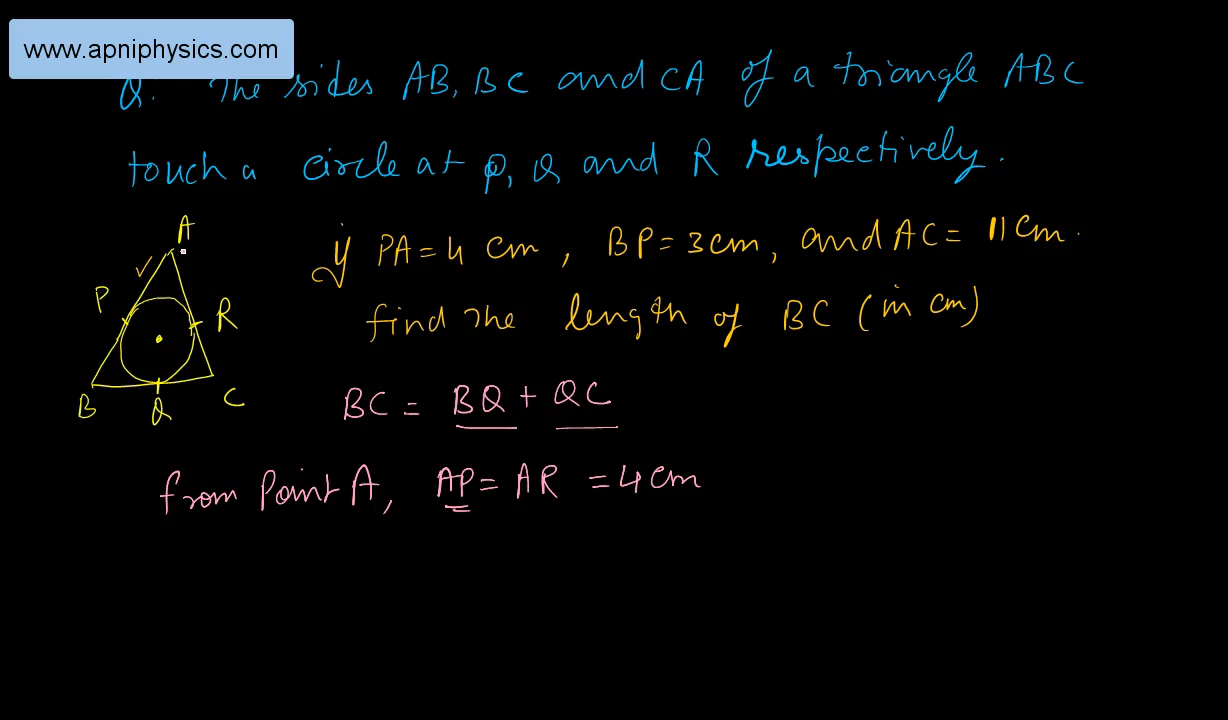 www.apniphysics.com
Q. The sides AB, BC and CA of a triangle ABC
touch a circle at P, Q and R respectively.
if PA = 4 cm, BP = 3cm, and AC = 11 cm.
find the length of BC (in cm)
A
P
R
B
Q
C
BC = BQ + QC
from Point A, AP = AR = 4 cm